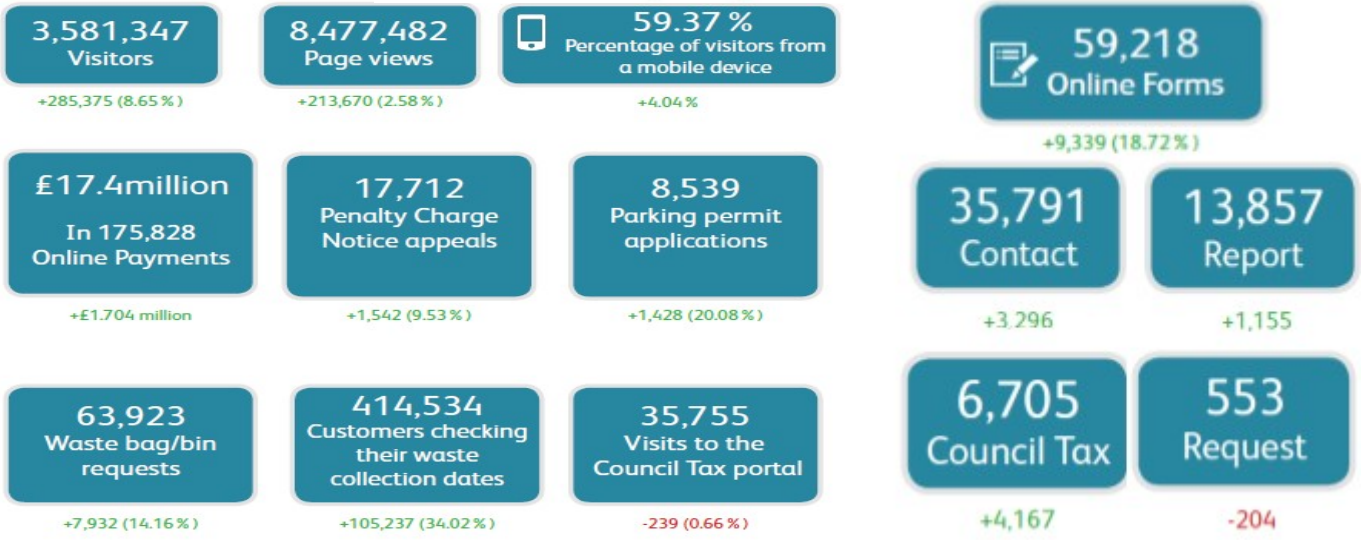 3,581,347
Visitors
+285,375 (8.65%)
8,477,482
Page views
+213,670 (2.58%)
59.37 %
Percentage of visitors from
a mobile device
+4.04%
£17.4million
In 175,828
Online Payments
+£1.704 million
17,712
Penalty Charge
Notice appeals
+1,542 (9.53%)
8,539
Parking permit
applications
+1,428 (20.08%)
63,923
Waste bag/bin
requests
+7,932 (14.16%)
414,534
Customers checking
their waste
collection dates
+105,237 (34.02%)
35,755
Visits to the
Council Tax portal
-239 (0.66%)
59,218
Online Forms
+9,339 (18.72%)
35,791
Contact
+3,296
13,857
Report
+1,155
6,705
Council Tax
+4,167
553
Request
-204